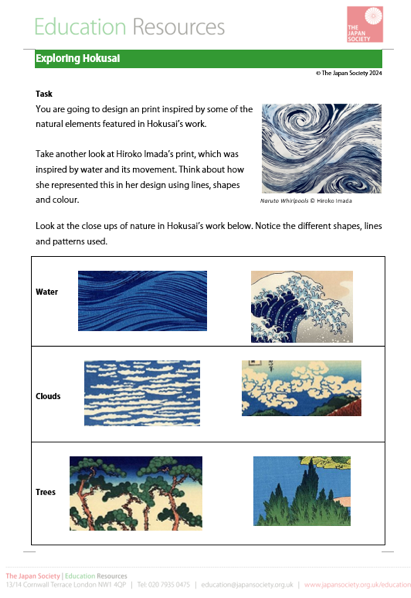 Education Resources
THE
JAPAN
SOCIETY
Exploring Hokusai
© The Japan Society 2024
Task
You are going to design an print inspired by some of the
natural elements featured in Hokusai's work.
Take another look at Hiroko Imada's print, which was
inspired by water and its movement. Think about how
she represented this in her design using lines, shapes
and colour.
Naruto Whirlpools © Hiroko Imada
Look at the close ups of nature in Hokusai's work below. Notice the different shapes, lines
and patterns used.
Water
Clouds
Trees
The Japan Society | Education Resources
13/14 Cornwall Terrace London NW1 4QP | Tel: 020 7935 0475 | education@japansociety.org.uk | www.japansociety.org.uk/education